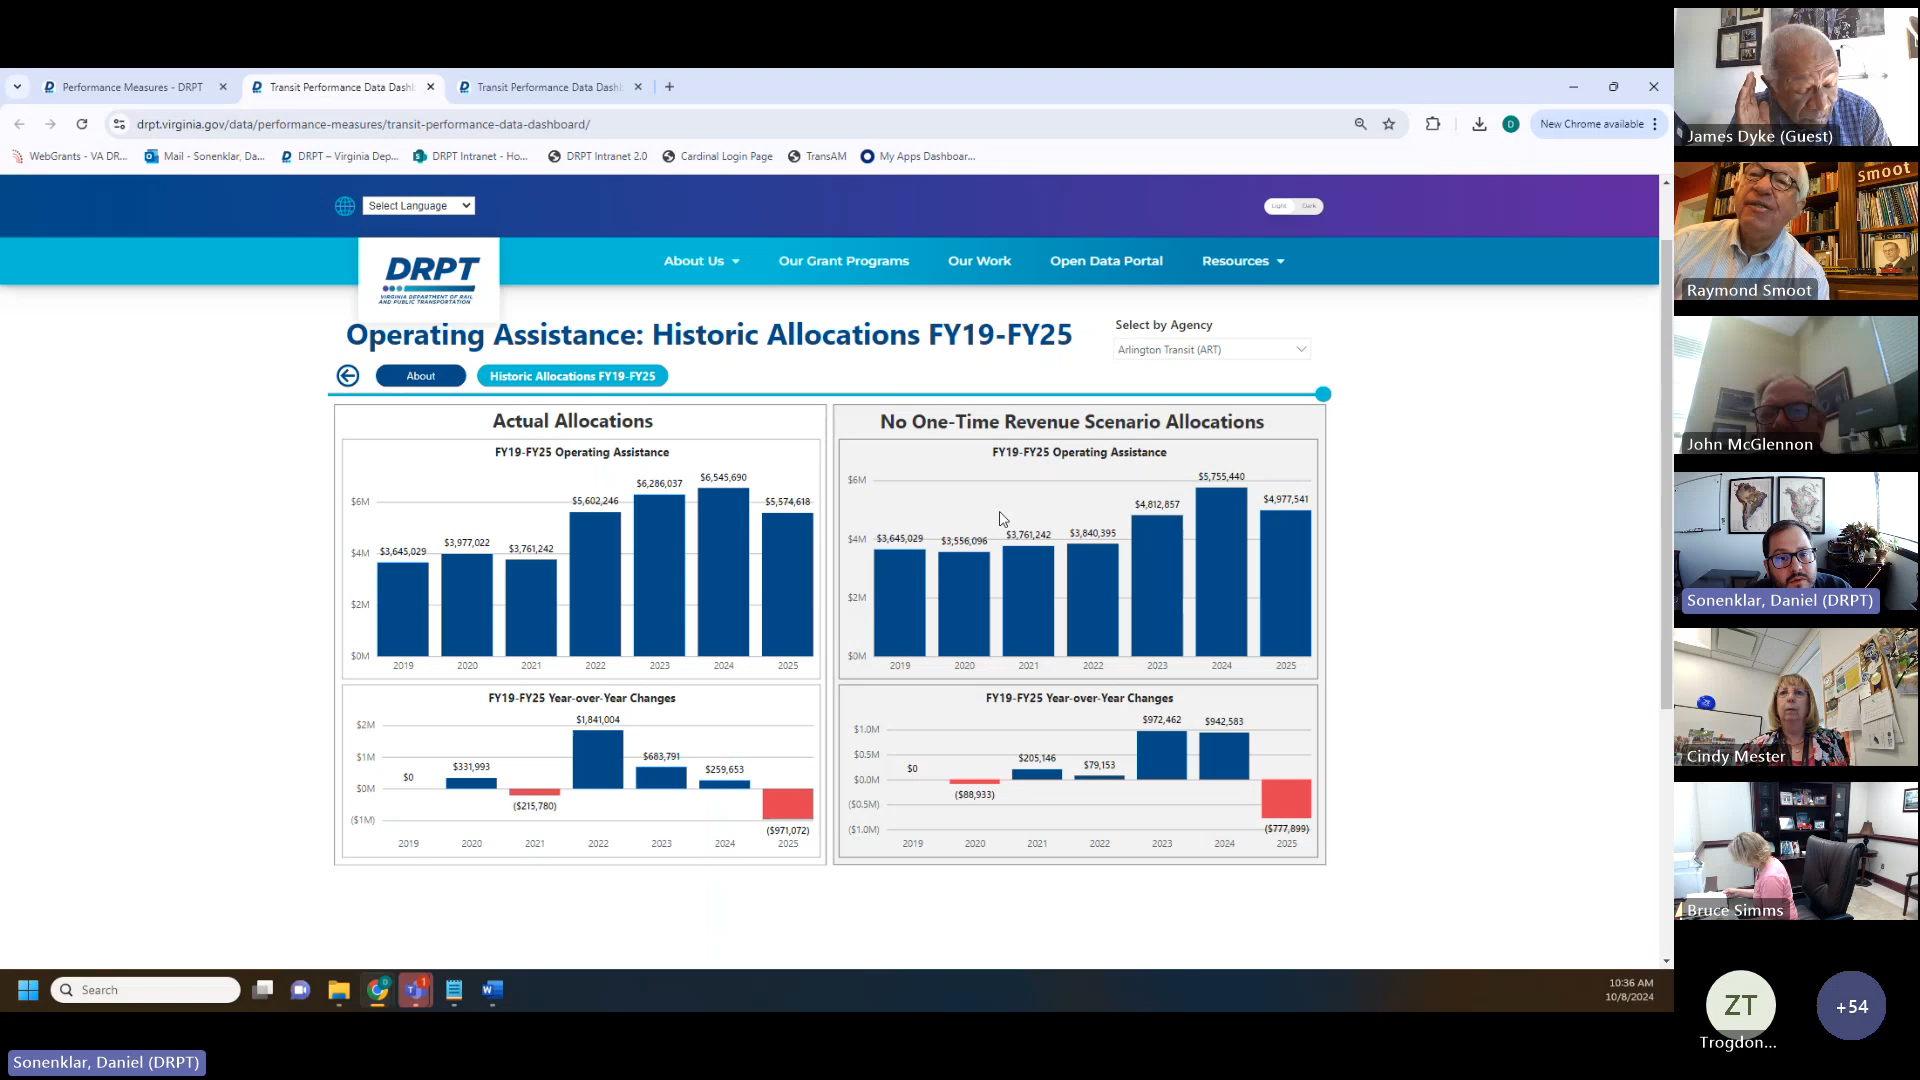 Performance Measures - DRPT
Transit Performance Data Dash
Transit Performance Data Dash
drpt.virginia.gov/data/performance-measures/transit-performance-data-dashboard/
New Chrome available
WebGrants - VA DR...
Mail - Sonenklar, Da...
DRPT – Virginia Dep...
DRPT Intranet - Ho...
DRPT Intranet 2.0
Cardinal Login Page
TransAM
My Apps Dashboar...
Select Language
Light Dark
DRPT
VIRGINIA DEPARTMENT OF RAIL
AND PUBLIC TRANSPORTATION
About Us
Our Grant Programs
Our Work
Open Data Portal
Resources
Operating Assistance: Historic Allocations FY19-FY25
Select by Agency
Arlington Transit (ART)
About
Historic Allocations FY19-FY25
Actual Allocations
FY19-FY25 Operating Assistance
$6M
$4M
$2M
$0M
$3,645,029
$3,977,022
$3,761,242
$5,602,246
$6,286,037
$6,545,690
$5,574,618
2019 2020 2021 2022 2023 2024 2025
FY19-FY25 Year-over-Year Changes
$2M
$1M
$0M
($1M)
$0
$331,993
($215,780)
$1,841,004
$683,791
$259,653
($971,072)
2019 2020 2021 2022 2023 2024 2025
No One-Time Revenue Scenario Allocations
FY19-FY25 Operating Assistance
$6M
$4M
$2M
$0M
$3,645,029
$3,556,096
$3,761,242
$3,840,395
$4,812,857
$5,755,440
$4,977,541
2019 2020 2021 2022 2023 2024 2025
FY19-FY25 Year-over-Year Changes
$1.0M
$0.5M
$0.0M
($0.5M)
($1.0M)
$0
($88,933)
$205,146
$79,153
$972,462
$942,583
($777,899)
2019 2020 2021 2022 2023 2024 2025
Search
10:36 AM
10/8/2024
Sonenklar, Daniel (DRPT)
James Dyke (Guest)
smoot
Raymond Smoot
John McGlennon
Sonenklar, Daniel (DRPT)
Cindy Mester
Bruce Simms
ZT
Trogdon...
+54